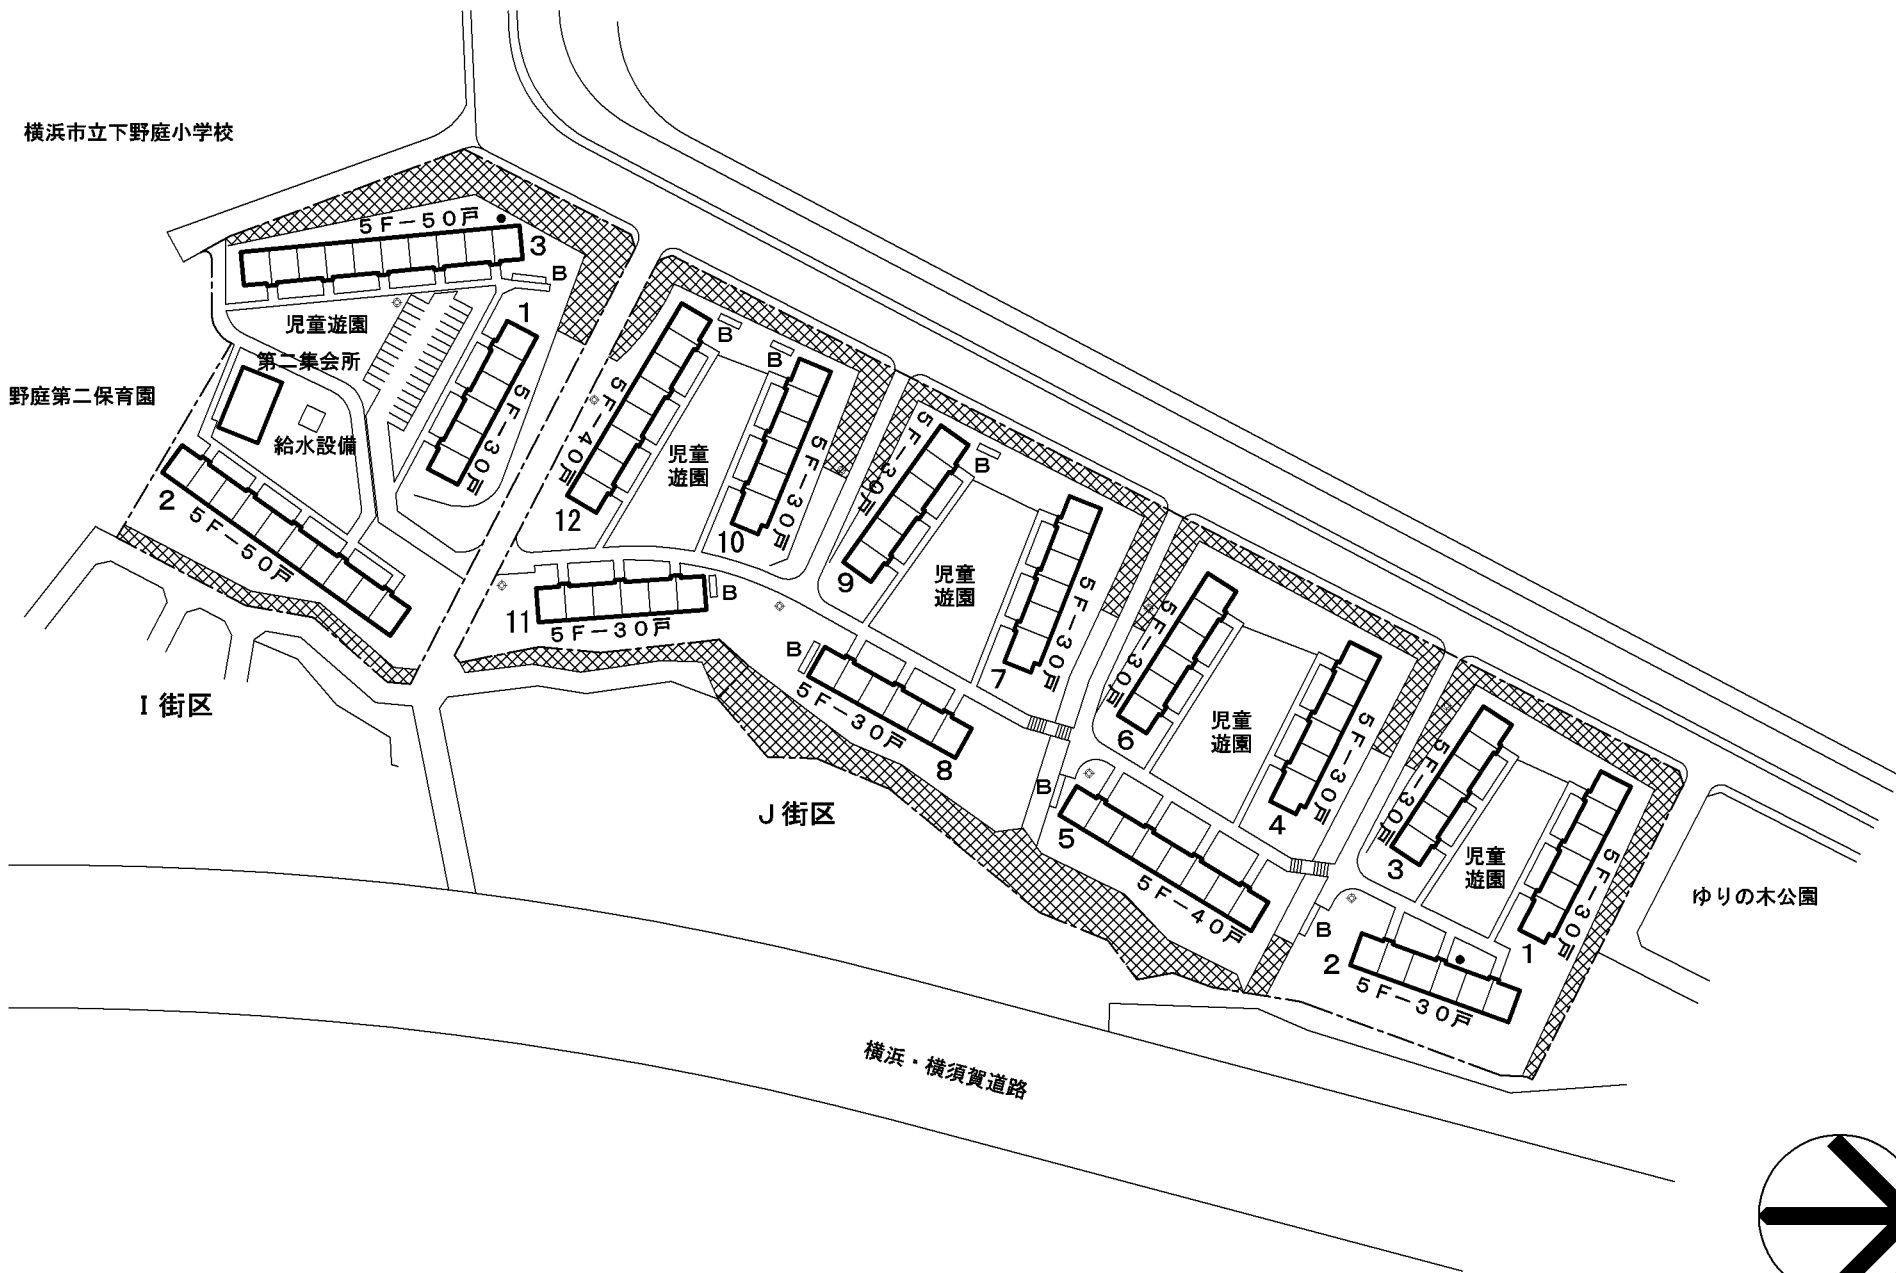 横浜市立下野庭小学校
5F-50戸
3
B
児童遊園
第二集会所
野庭第二保育園
給水設備
1
5F-30戸
2
5F-50戸
I 街区
B
5F-40戸
12
児童
遊園
B
5F-30戸
10
11
5F-30戸
B
5F-30戸
9
B
児童
遊園
5F-30戸
7
B
5F-30戸
8
J 街区
5F-30戸
6
児童
遊園
5F-30戸
4
B
5
5F-40戸
5F-30戸
3
児童
遊園
5F-30戸
1
B
2
5F-30戸
ゆりの木公園
横浜・横須賀道路